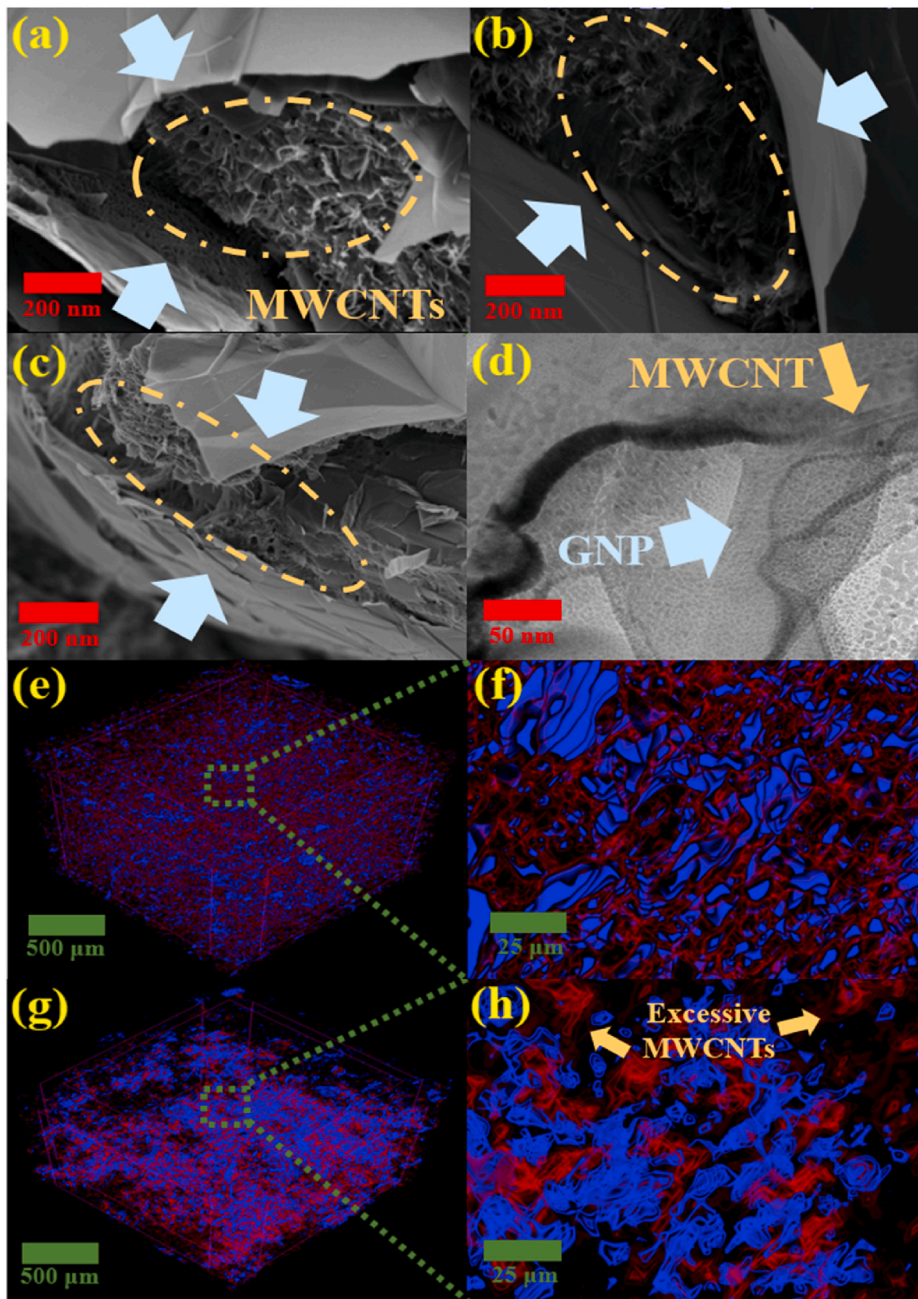 (a)
200 nm
MWCNTs
(b)
200 nm
(c)
200 nm
(d)
MWCNT
GNP
50 nm
(e)
500 µm
(f)
25 µm
(g)
500 µm
(h)
Excessive
MWCNTs
25 µm